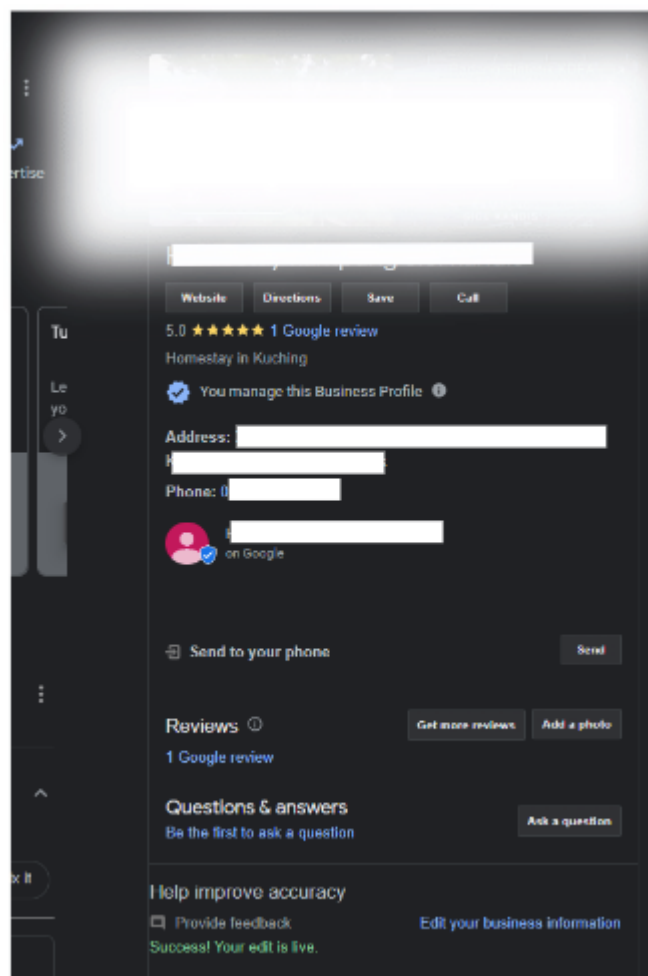 ertise
Website Directions Save Call
5.0 ★★★★★ 1 Google review
Homestay in Kuching
You manage this Business Profile
Tu
Le
yo
Address:
Phone: 0
on Google
Send to your phone Send
Reviews Get more reviews Add a photo
1 Google review
Questions & answers
Be the first to ask a question Ask a question
x it
Help improve accuracy
Provide feedback Edit your business information
Success! Your edit is live.